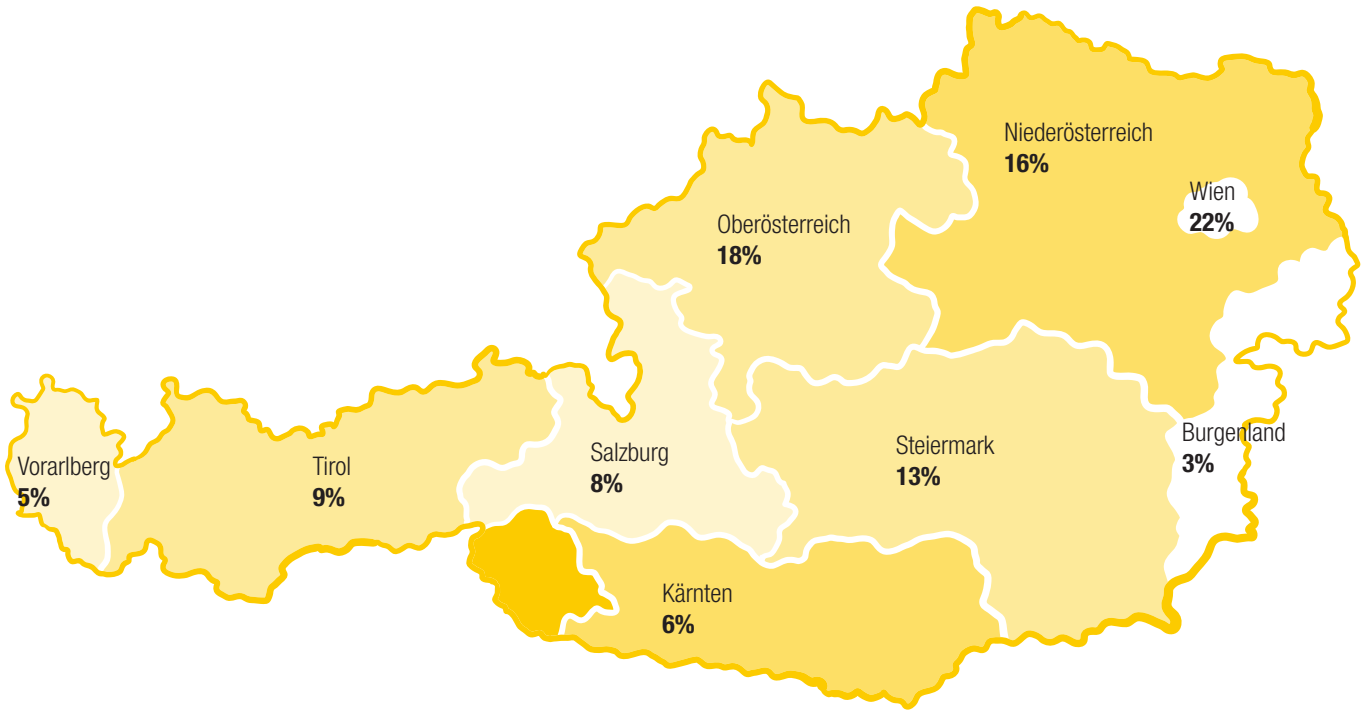 Niederösterreich
16%
Wien
22%
Oberösterreich
18%
Burgenland
3%
Steiermark
13%
Salzburg
8%
Tirol
9%
Vorarlberg
5%
Kärnten
6%